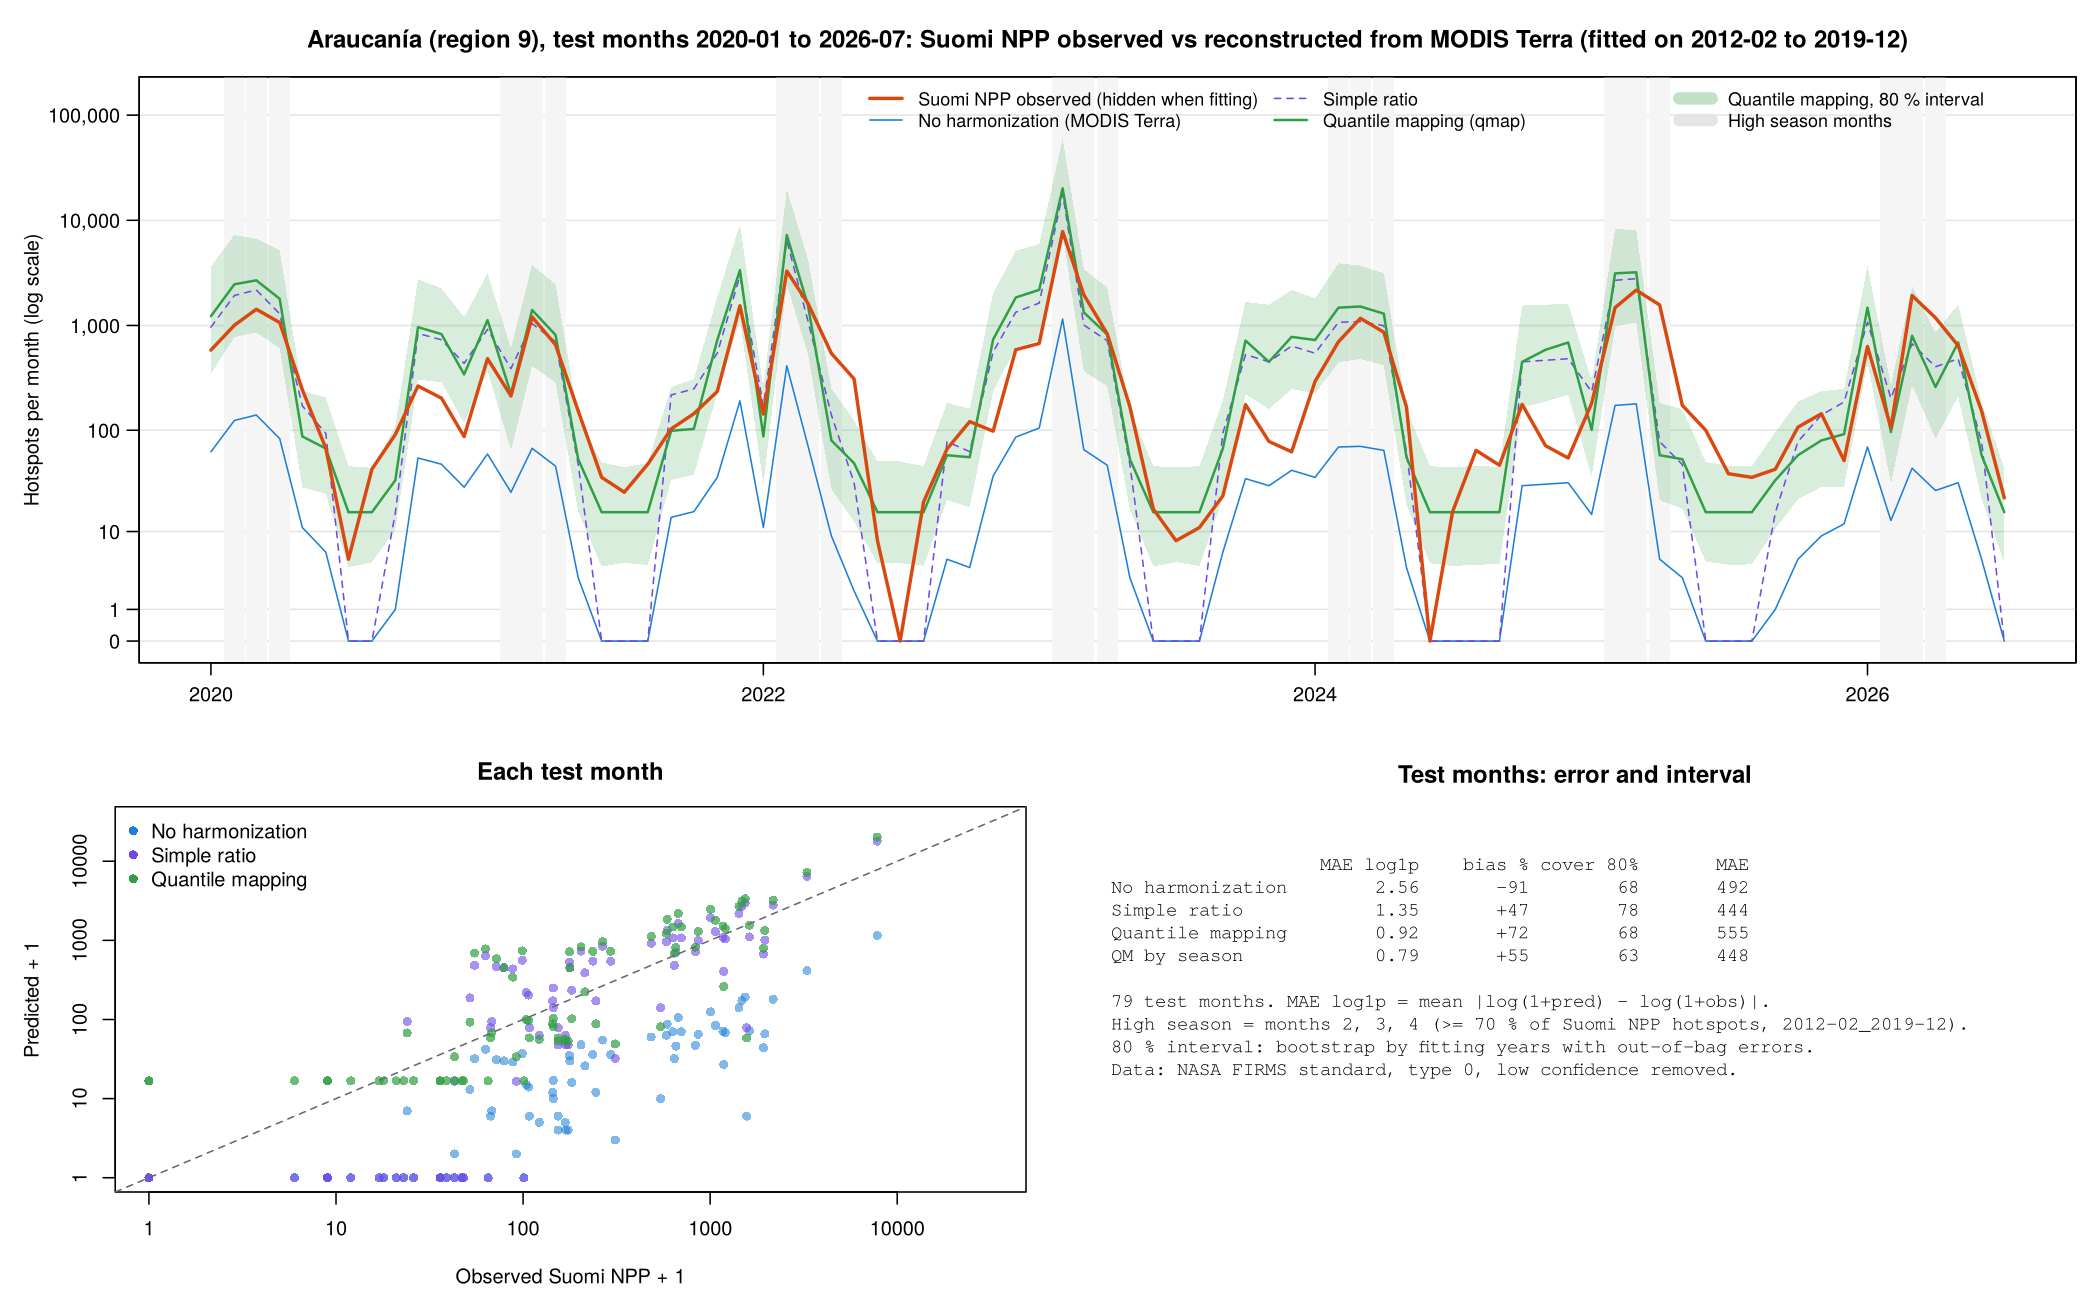 Araucanía (region 9), test months 2020-01 to 2026-07: Suomi NPP observed vs reconstructed from MODIS Terra (fitted on 2012-02 to 2019-12)
Suomi NPP observed (hidden when fitting)
No harmonization (MODIS Terra)
Simple ratio
Quantile mapping (qmap)
Quantile mapping, 80 % interval
High season months
Hotspots per month (log scale)
100,000
10,000
1,000
100
10
1
0
2020
2022
2024
2026
Each test month
No harmonization
Simple ratio
Quantile mapping
Predicted + 1
10000
1000
100
10
1
1
10
100
1000
10000
Observed Suomi NPP + 1
Test months: error and interval
MAE log1p bias % cover 80% MAE
No harmonization 2.56 −91 68 492
Simple ratio 1.35 +47 78 444
Quantile mapping 0.92 +72 68 555
QM by season 0.79 +55 63 448
79 test months. MAE log1p = mean |log(1+pred) − log(1+obs)|.
High season = months 2, 3, 4 (>= 70 % of Suomi NPP hotspots, 2012−02_2019−12).
80 % interval: bootstrap by fitting years with out−of−bag errors.
Data: NASA FIRMS standard, type 0, low confidence removed.